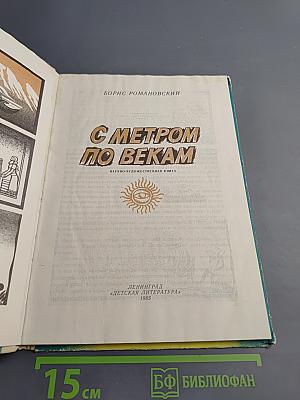 БОРИС РОМАНОВСКИЙ
С МЕТРОМ
ПО ВЕКАМ
НАУЧНО-ХУДОЖЕСТВЕННАЯ КНИГА
ЛЕНИНГРАД
«ДЕТСКАЯ ЛИТЕРАТУРА»
1985
15 СМ
БФ БИБЛИОФАН